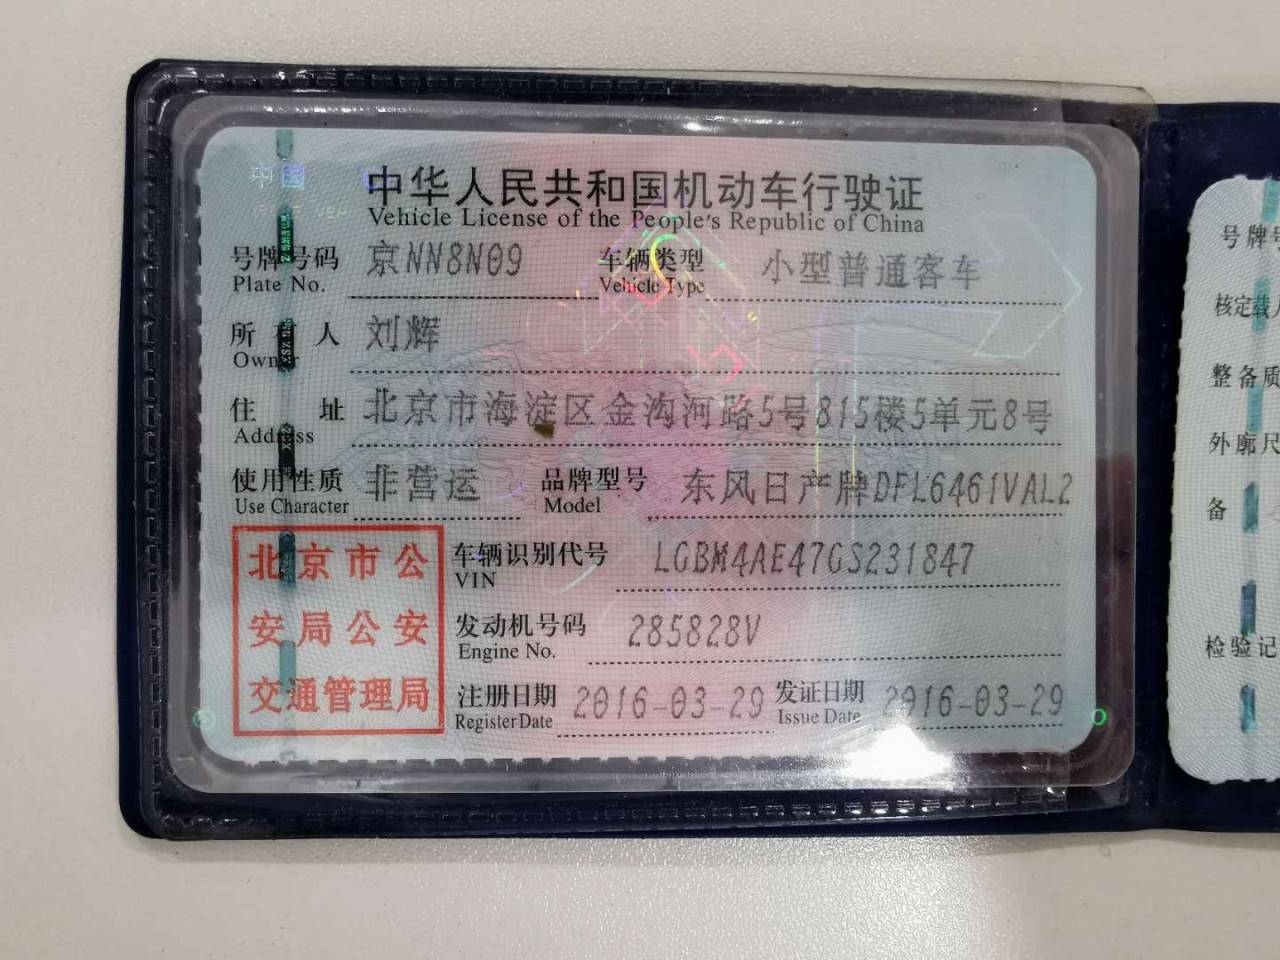 中国
中华人民共和国机动车行驶证
Vehicle License of the People's Republic of China
号牌号码 京NN8N09 车辆类型 小型普通客车
Plate No. Vehicle Type
所有人 刘辉
Owner
住址 北京市海淀区金沟河路5号815楼5单元8号
Address
使用性质 非营运 品牌型号 东风日产牌DFL6461VAL2
Use Character Model
北京市公
安局公安
交通管理局
车辆识别代号 LGBM4AE47GS231847
VIN
发动机号码 285828V
Engine No.
注册日期 2016-03-29 发证日期 2016-03-29
Register Date Issue Date
号牌号
核定载人
整备质
外廓尺
备
检验记